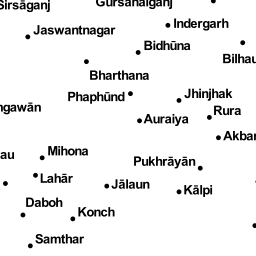 Sirsāganj
Gursahaiganj
Indergarh
Jaswantnagar
Bidhūna
Bilhau
Bharthana
Phaphūnd
Jhinjhak
ngawān
Rura
Auraiya
Akbar
au
Mihona
Pukhrāyān
Lahār
Jālaun
Kālpi
Daboh
Konch
Samthar